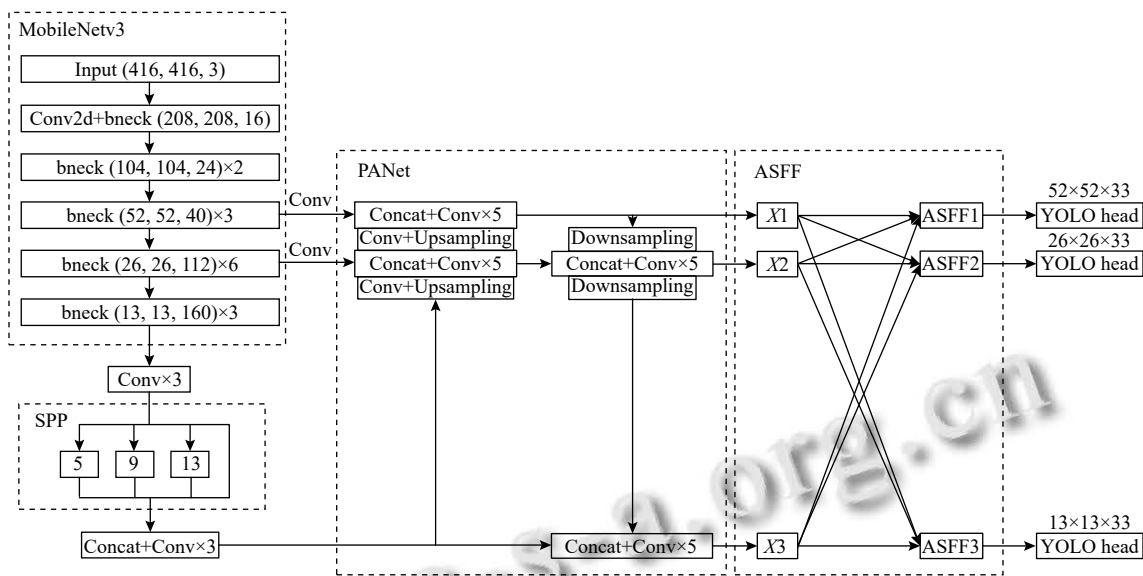 MobileNetv3
Input (416, 416, 3)
Conv2d+bneck (208, 208, 16)
bneck (104, 104, 24)×2
bneck (52, 52, 40)×3
bneck (26, 26, 112)×6
bneck (13, 13, 160)×3
Conv×3
SPP
5
9
13
Concat+Conv×3
Conv
Conv
PANet
Concat+Conv×5
Conv+Upsampling
Concat+Conv×5
Conv+Upsampling
Downsampling
Concat+Conv×5
Downsampling
Concat+Conv×5
ASFF
X1
X2
X3
ASFF1
ASFF2
ASFF3
52×52×33
YOLO head
26×26×33
YOLO head
13×13×33
YOLO head